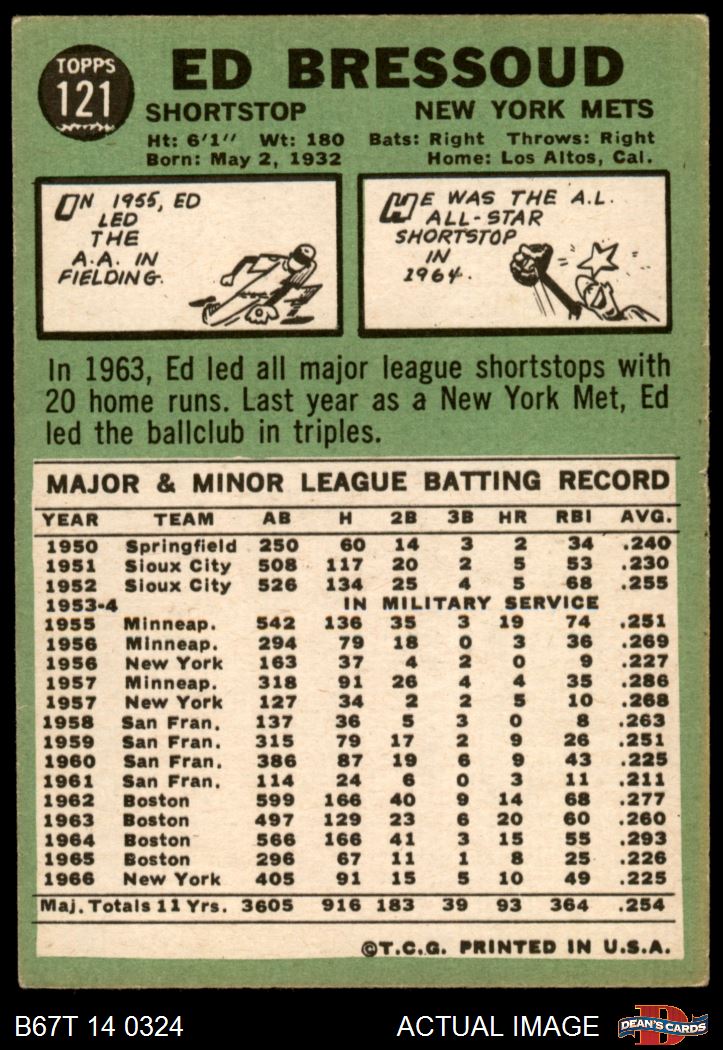 TOPPS
121
ED BRESSOUD
SHORTSTOP NEW YORK METS
Ht: 6'1" Wt: 180 Bats: Right Throws: Right
Born: May 2, 1932 Home: Los Altos, Cal.
ON 1955, ED
LED
THE
A.A. IN
FIELDING.
HE WAS THE A.L.
ALL-STAR
SHORTSTOP
IN
1964.
In 1963, Ed led all major league shortstops with
20 home runs. Last year as a New York Met, Ed
led the ballclub in triples.
MAJOR & MINOR LEAGUE BATTING RECORD
YEAR TEAM AB H 2B 3B HR RBI AVG.
1950 Springfield 250 60 14 3 2 34 .240
1951 Sioux City 508 117 20 2 5 53 .230
1952 Sioux City 526 134 25 4 5 68 .255
1953-4 IN MILITARY SERVICE
1955 Minneap. 542 136 35 3 19 74 .251
1956 Minneap. 294 79 18 0 3 36 .269
1956 New York 163 37 4 2 0 9 .227
1957 Minneap. 318 91 26 4 4 35 .286
1957 New York 127 34 2 2 5 10 .268
1958 San Fran. 137 36 5 3 0 8 .263
1959 San Fran. 315 79 17 2 9 26 .251
1960 San Fran. 386 87 19 6 9 43 .225
1961 San Fran. 114 24 6 0 3 11 .211
1962 Boston 599 166 40 9 14 68 .277
1963 Boston 497 129 23 6 20 60 .260
1964 Boston 566 166 41 3 15 55 .293
1965 Boston 296 67 11 1 8 25 .226
1966 New York 405 91 15 5 10 49 .225
Maj. Totals 11 Yrs. 3605 916 183 39 93 364 .254
©T.C.G. PRINTED IN U.S.A.
B67T 14 0324 ACTUAL IMAGE D DEAN'S CARDS